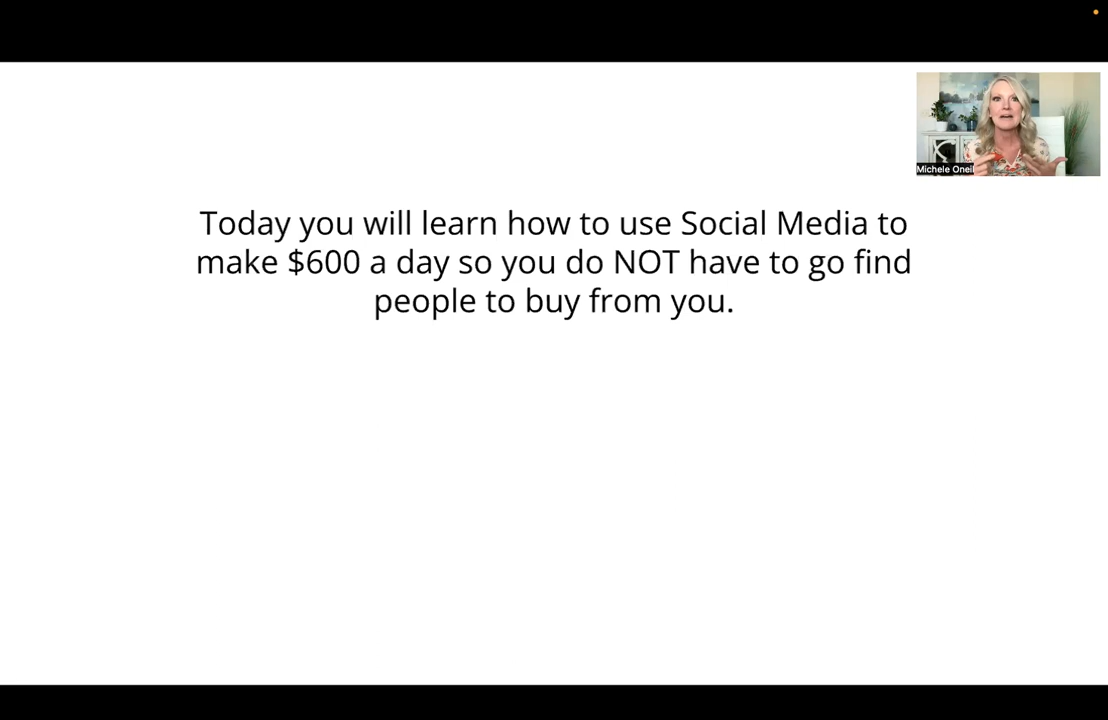 Michele Oneil
Today you will learn how to use Social Media to
make $600 a day so you do NOT have to go find
people to buy from you.